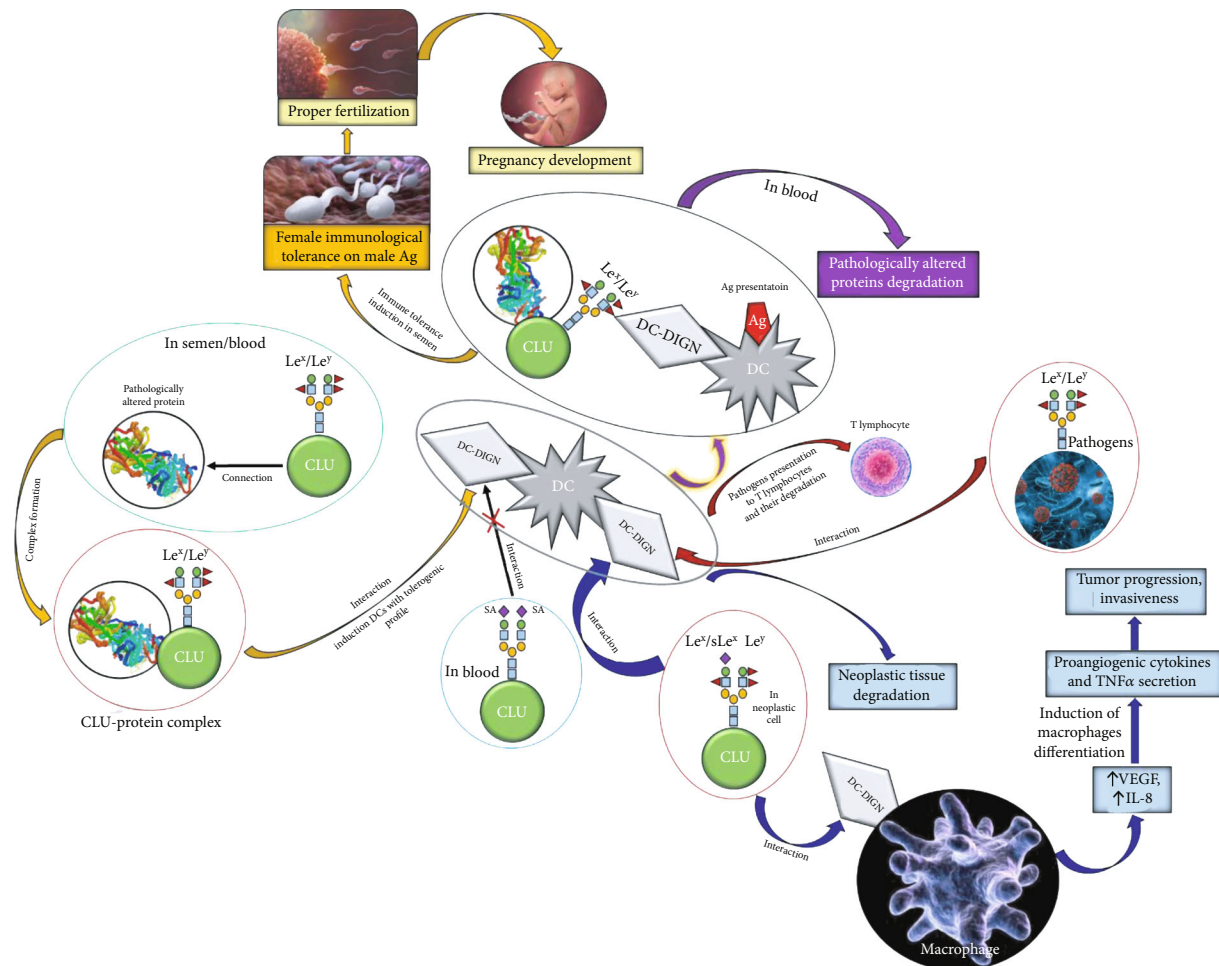 Proper fertilization
Pregnancy development
Female immunological
tolerance on male Ag
In blood
Pathologically altered
proteins degradation
Immune tolerance
induction in semen
Leˣ/Leʸ
CLU
DC-DIGN
Ag presentatoin
Ag
DC
In semen/blood
Leˣ/Leʸ
Pathologically
altered protein
Connection
CLU
Complex formation
Leˣ/Leʸ
CLU
CLU-protein complex
Interaction
induction DCs with tolerogenic
profile
DC-DIGN
DC
DC-DIGN
Interaction
SA
SA
In blood
CLU
Pathogens presentation
to T lymphocytes
and their degradation
T lymphocyte
Leˣ/Leʸ
Pathogens
Interaction
Interaction
Leˣ/sLeˣ Leʸ
In
neoplastic
cell
CLU
Neoplastic tissue
degradation
Interaction
DC-DIGN
Macrophage
↑VEGF,
↑IL-8
Induction of
macrophages
differentiation
Proangiogenic cytokines
and TNFα secretion
Tumor progression,
invasiveness